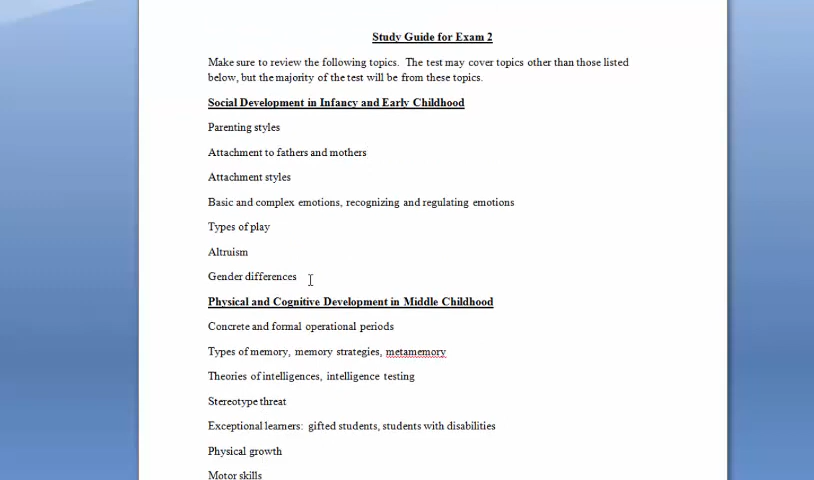 Study Guide for Exam 2
Make sure to review the following topics.  The test may cover topics other than those listed
below, but the majority of the test will be from these topics.
Social Development in Infancy and Early Childhood
Parenting styles
Attachment to fathers and mothers
Attachment styles
Basic and complex emotions, recognizing and regulating emotions
Types of play
Altruism
Gender differences
Physical and Cognitive Development in Middle Childhood
Concrete and formal operational periods
Types of memory, memory strategies, metamemory
Theories of intelligences, intelligence testing
Stereotype threat
Exceptional learners:  gifted students, students with disabilities
Physical growth
Motor skills